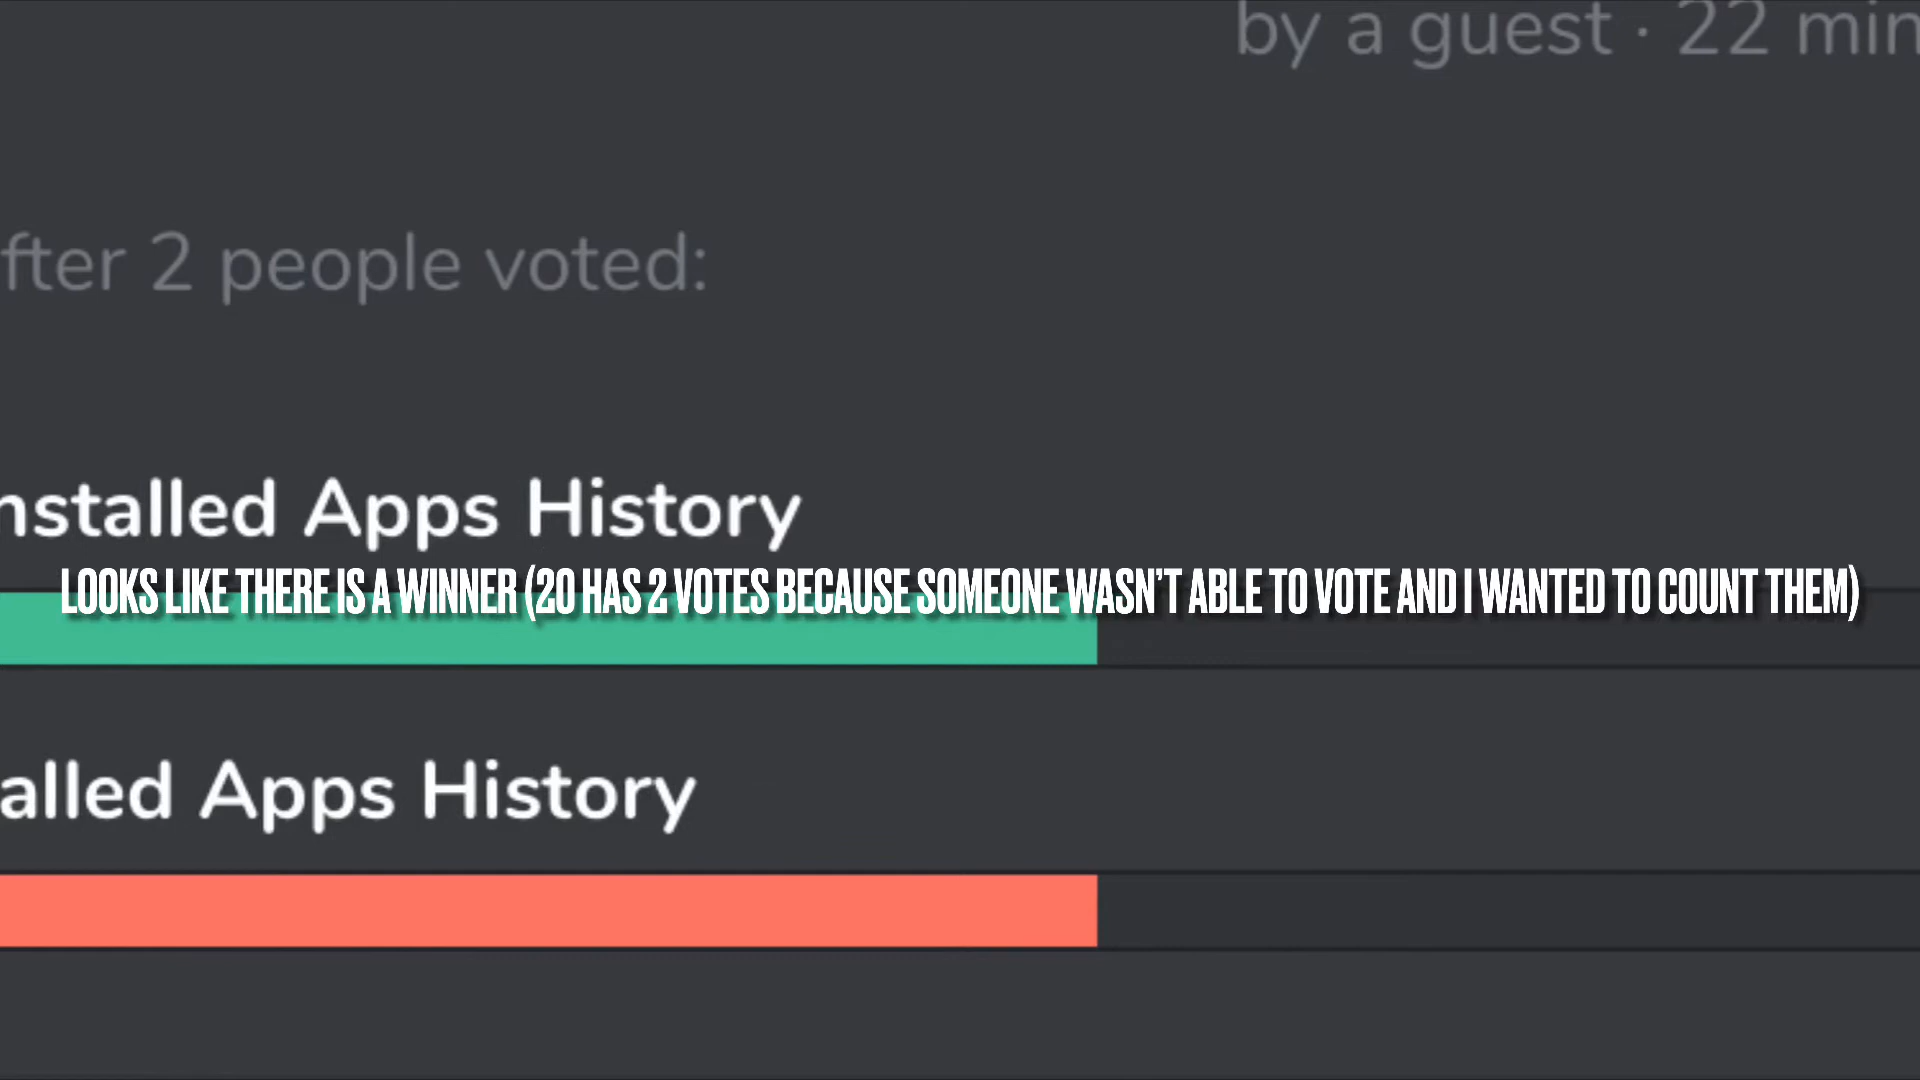 by a guest · 22 min
fter 2 people voted:
nstalled Apps History
LOOKS LIKE THERE IS A WINNER (20 HAS 2 VOTES BECAUSE SOMEONE WASN'T ABLE TO VOTE AND I WANTED TO COUNT THEM)
alled Apps History